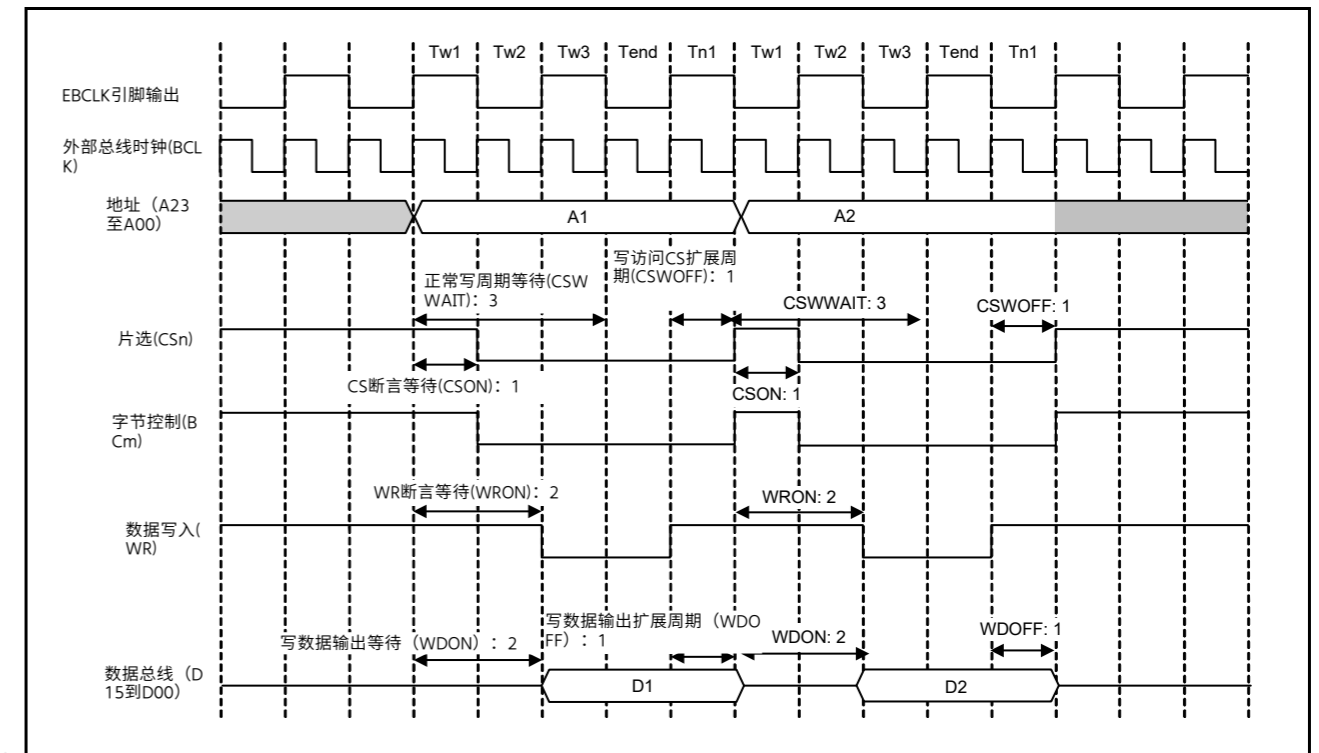 Tw1 Tw2 Tw3 Tend Tn1 Tw1 Tw2 Tw3 Tend Tn1
EBCLK引脚输出
外部总线时钟(BCL
K)
地址（A23
至A00）
A1
A2
写访问CS扩展周
期(CSWOFF)：1
正常写周期等待(CSW
WAIT)：3
CSWWAIT: 3
CSWOFF: 1
片选(CSn)
CS断言等待(CSON)：1
CSON: 1
字节控制(B
Cm)
WR断言等待(WRON)：2
WRON: 2
数据写入(
WR)
写数据输出扩展周期（WDO
FF）：1
写数据输出等待（WDON）：2
WDON: 2
WDOFF: 1
数据总线（D
15到D00）
D1
D2